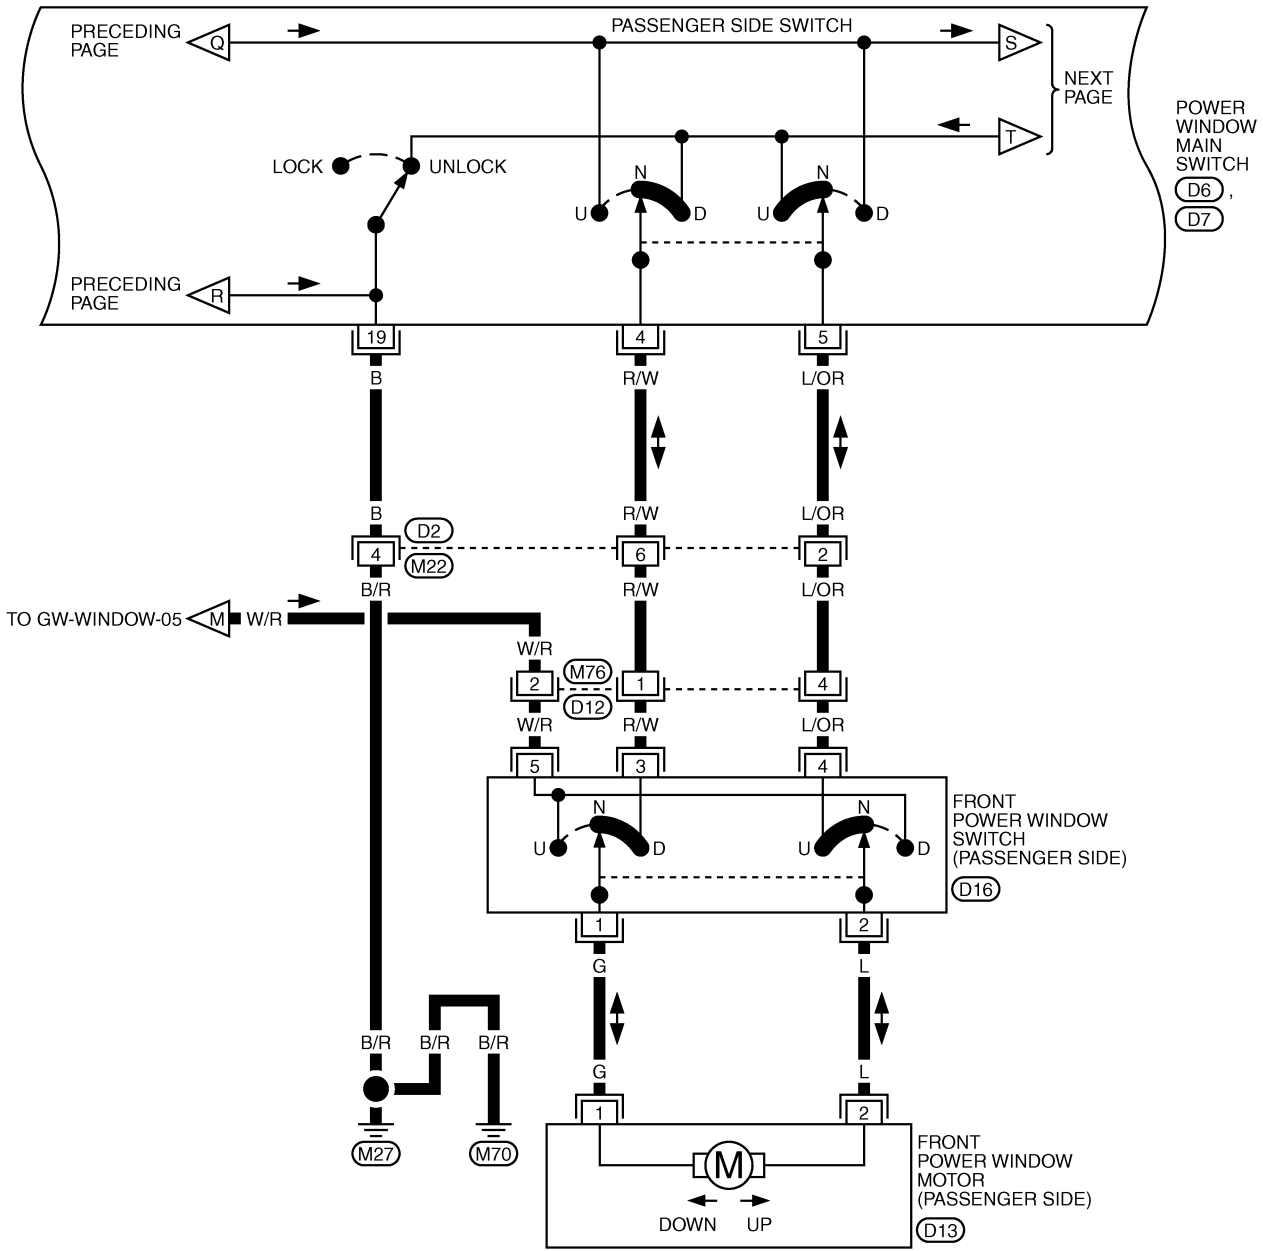 PRECEDING
PAGE
Q
PASSENGER SIDE SWITCH
S
NEXT
PAGE
T
POWER
WINDOW
MAIN
SWITCH
D6 ,
D7
LOCK
UNLOCK
N
U
D
N
U
D
PRECEDING
PAGE
R
19
4
5
B
R/W
L/OR
B
R/W
L/OR
D2
4
6
2
M22
B/R
R/W
L/OR
TO GW-WINDOW-05
M
W/R
W/R
M76
2
1
4
D12
W/R
R/W
L/OR
5
3
4
N
U
D
N
U
D
FRONT
POWER WINDOW
SWITCH
(PASSENGER SIDE)
D16
1
2
G
L
B/R
B/R
B/R
G
L
1
2
M27
M70
M
DOWN
UP
FRONT
POWER WINDOW
MOTOR
(PASSENGER SIDE)
D13